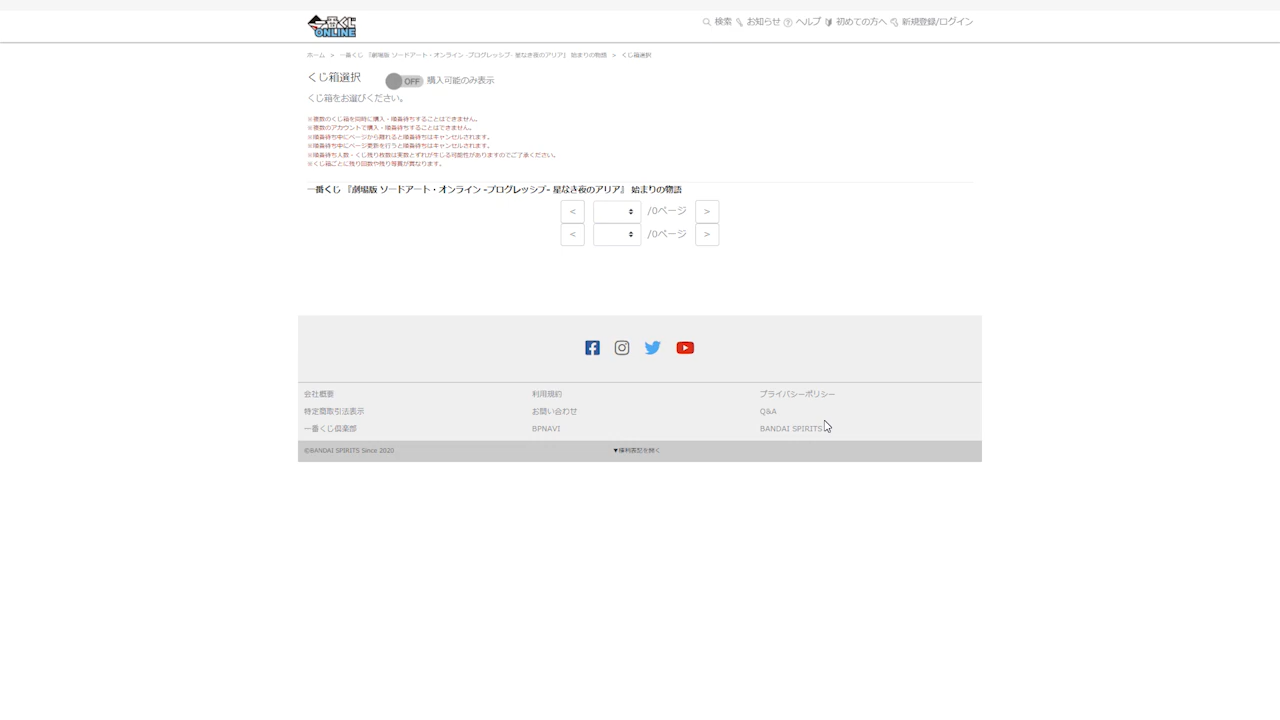 一番くじ ONLINE
検索 お知らせ ヘルプ 初めての方へ 新規登録/ログイン
ホーム > 一番くじ 『劇場版 ソードアート・オンライン -プログレッシブ- 星なき夜のアリア』 始まりの物語 > くじ箱選択
くじ箱選択 OFF 購入可能のみ表示
くじ箱をお選びください。
※複数のくじ箱を同時に購入・順番待ちすることはできません。
※複数のアカウントで購入・順番待ちすることはできません。
※順番待ち中にページから離れると順番待ちはキャンセルされます。
※順番待ち中にページ更新を行うと順番待ちはキャンセルされます。
※順番待ち人数・くじ残り枚数は実数とずれが生じる可能性がありますのでご了承ください。
※くじ箱ごとに残り回数や残り等賞が異なります。
一番くじ 『劇場版 ソードアート・オンライン -プログレッシブ- 星なき夜のアリア』 始まりの物語
< /0ページ >
< /0ページ >
会社概要 利用規約 プライバシーポリシー
特定商取引法表示 お問い合わせ Q&A
一番くじ倶楽部 BPNAVI BANDAI SPIRITS
©BANDAI SPIRITS Since 2020 ▼権利表記を開く